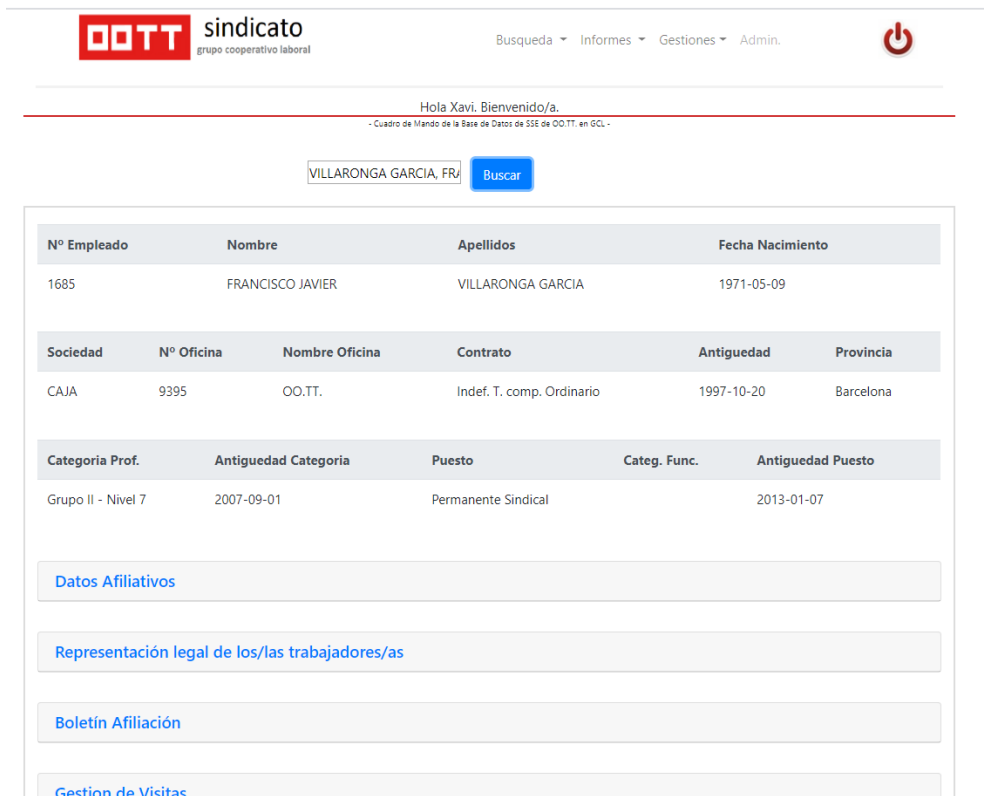 OOTT sindicato
grupo cooperativo laboral
Busqueda Informes Gestiones Admin.
Hola Xavi. Bienvenido/a.
- Cuadro de Mando de la Base de Datos de SSE de OO.TT. en GCL -
VILLARONGA GARCIA, FRA Buscar
Nº Empleado Nombre Apellidos Fecha Nacimiento
1685 FRANCISCO JAVIER VILLARONGA GARCIA 1971-05-09
Sociedad Nº Oficina Nombre Oficina Contrato Antiguedad Provincia
CAJA 9395 OO.TT. Indef. T. comp. Ordinario 1997-10-20 Barcelona
Categoria Prof. Antiguedad Categoria Puesto Categ. Func. Antiguedad Puesto
Grupo II - Nivel 7 2007-09-01 Permanente Sindical 2013-01-07
Datos Afiliativos
Representación legal de los/las trabajadores/as
Boletín Afiliación
Gestion de Visitas